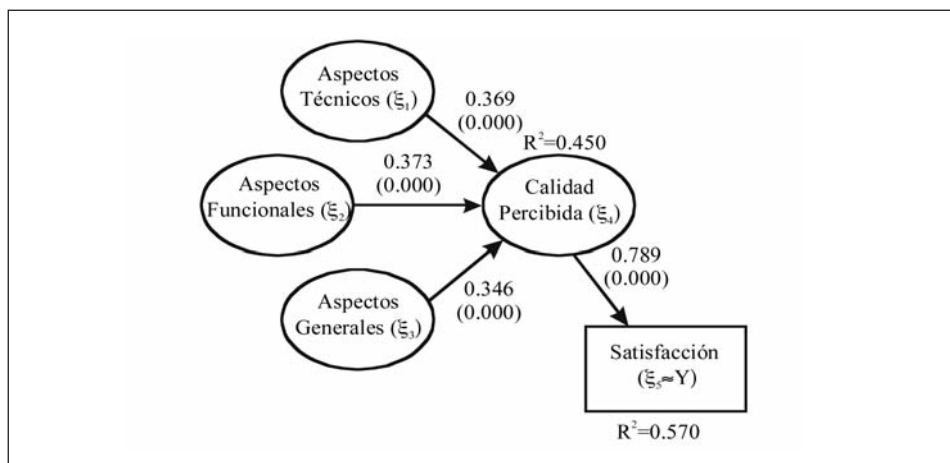 Aspectos
Técnicos (ξ₁)
0.369
(0.000)
R²=0.450
Aspectos
Funcionales (ξ₂)
0.373
(0.000)
Calidad
Percibida (ξ₄)
Aspectos
Generales (ξ₃)
0.346
(0.000)
0.789
(0.000)
Satisfacción
(ξ₅≈Y)
R²=0.570